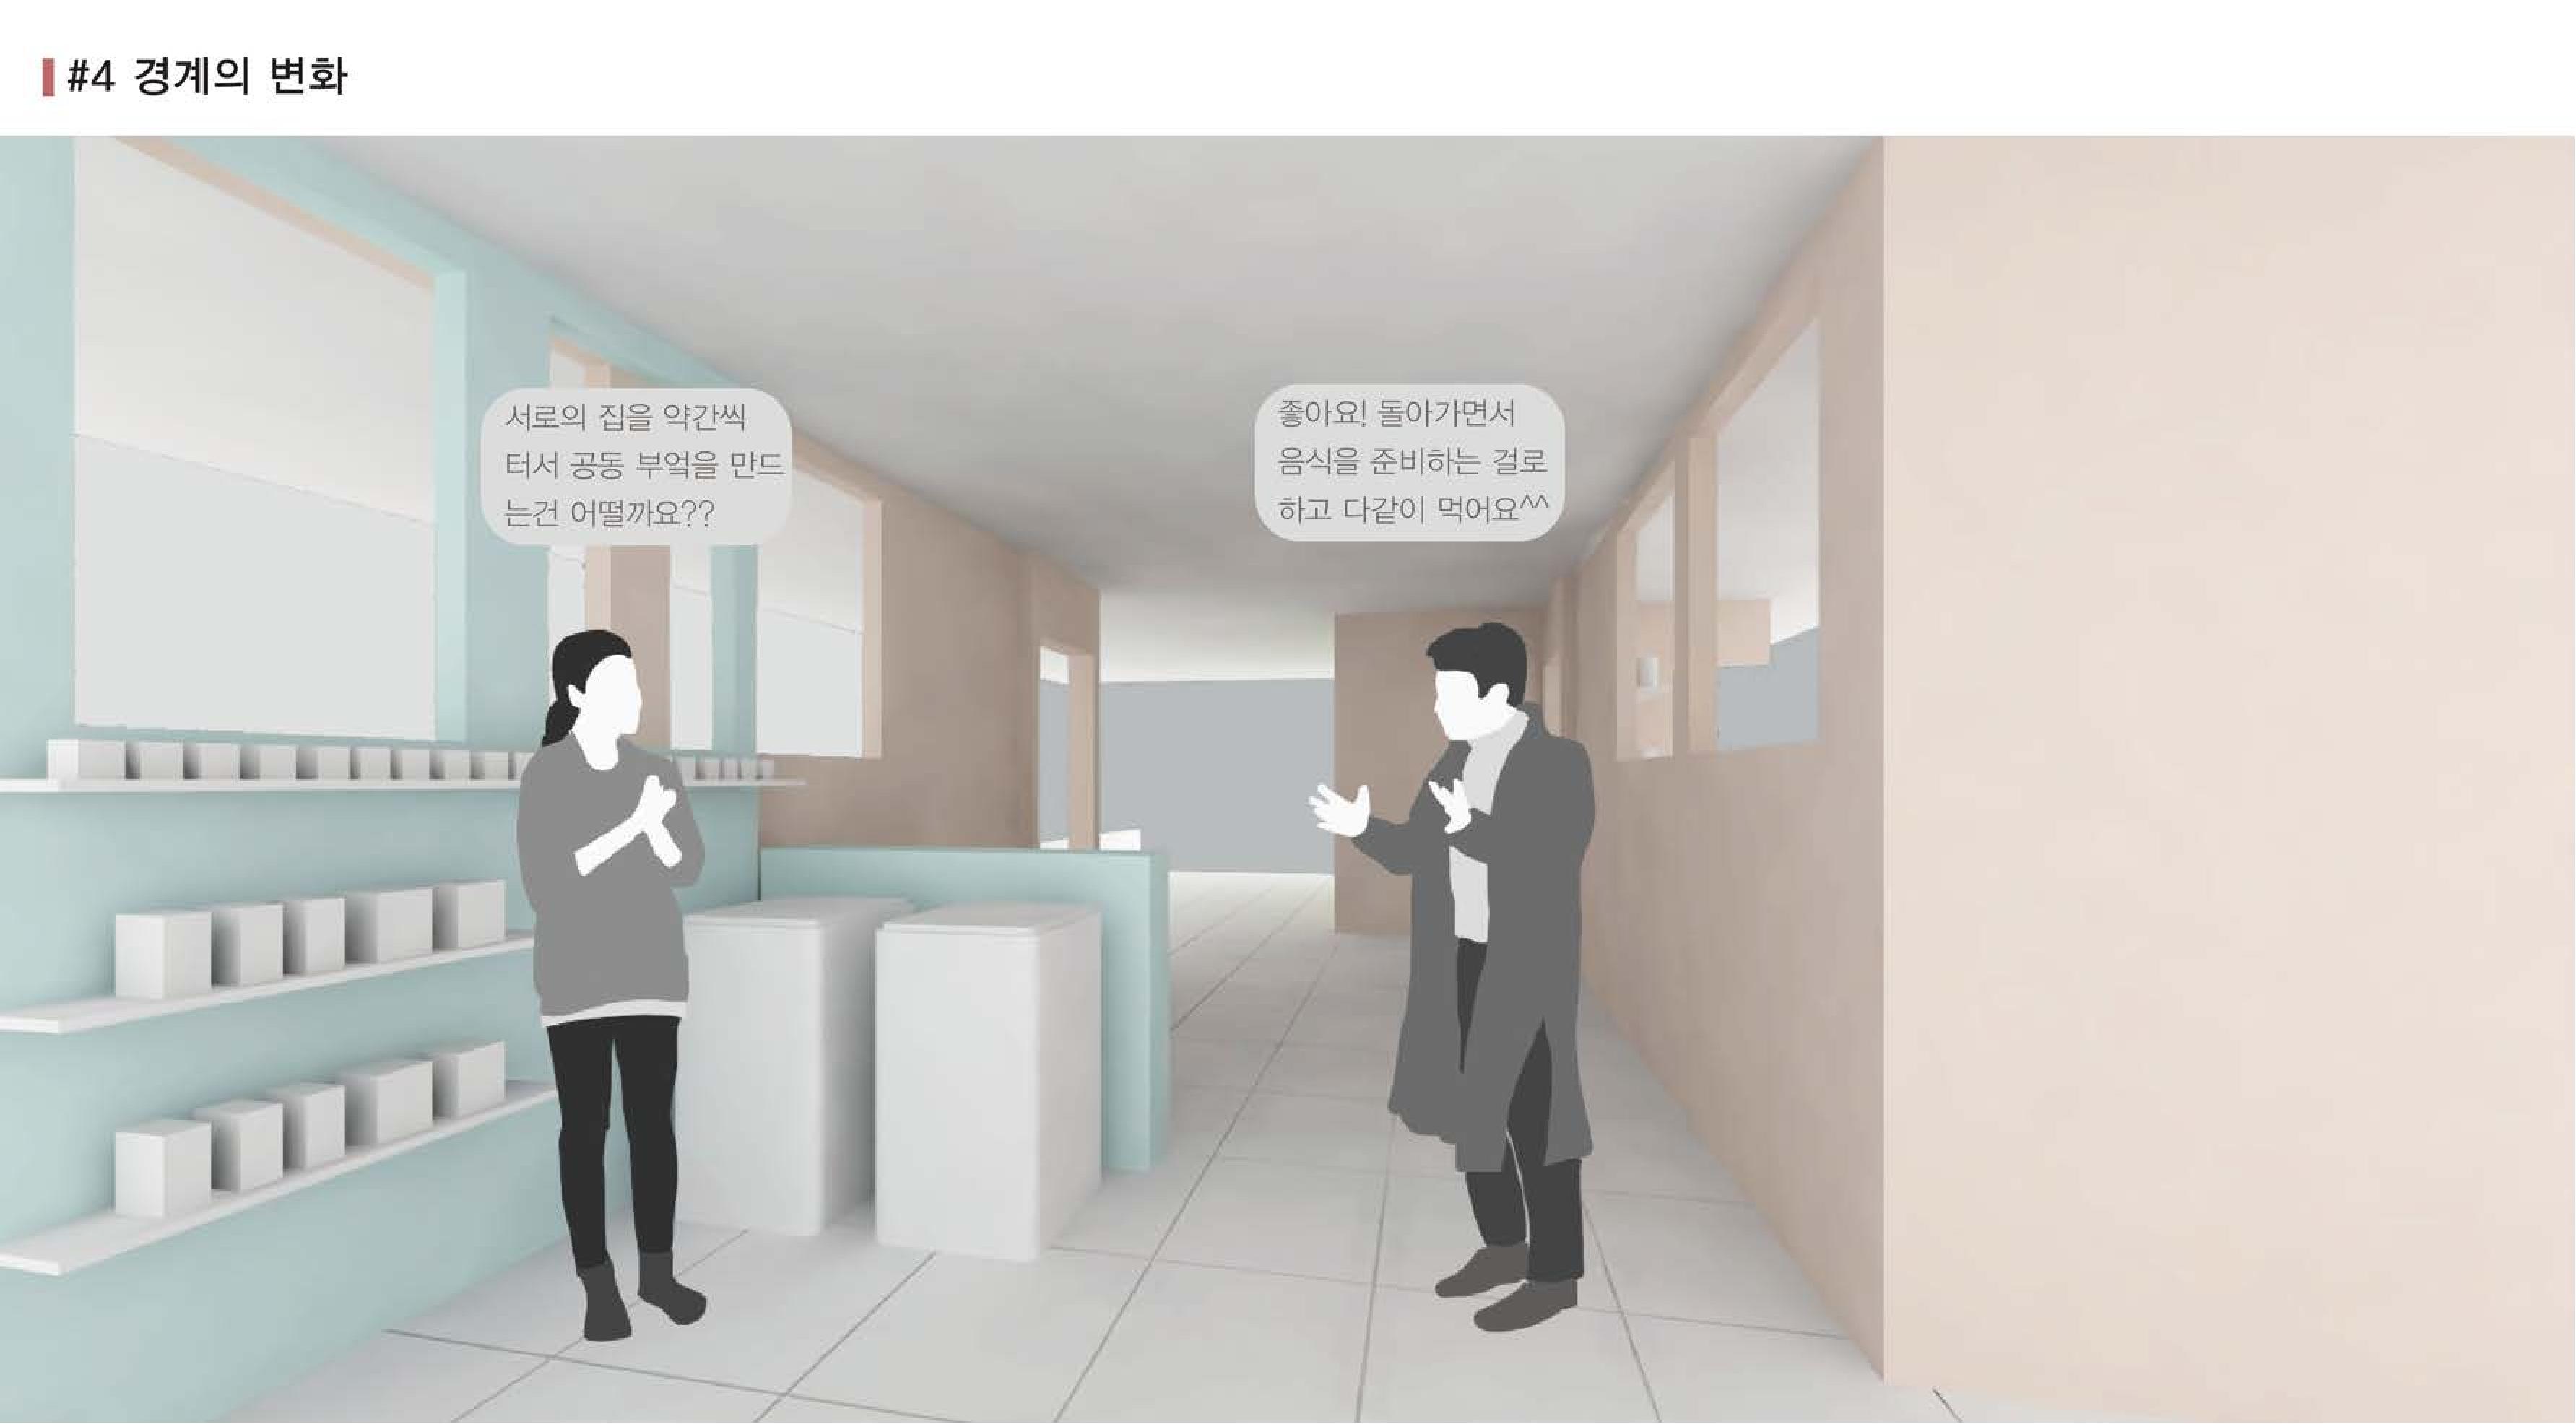 #4 경계의 변화
서로의 집을 약간씩
터서 공동 부엌을 만드
는건 어떨까요??
좋아요! 돌아가면서
음식을 준비하는 걸로
하고 다같이 먹어요^^